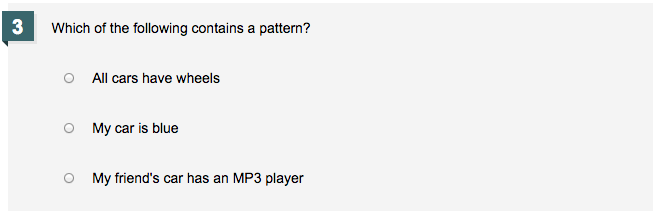 3 Which of the following contains a pattern?
All cars have wheels
My car is blue
My friend's car has an MP3 player